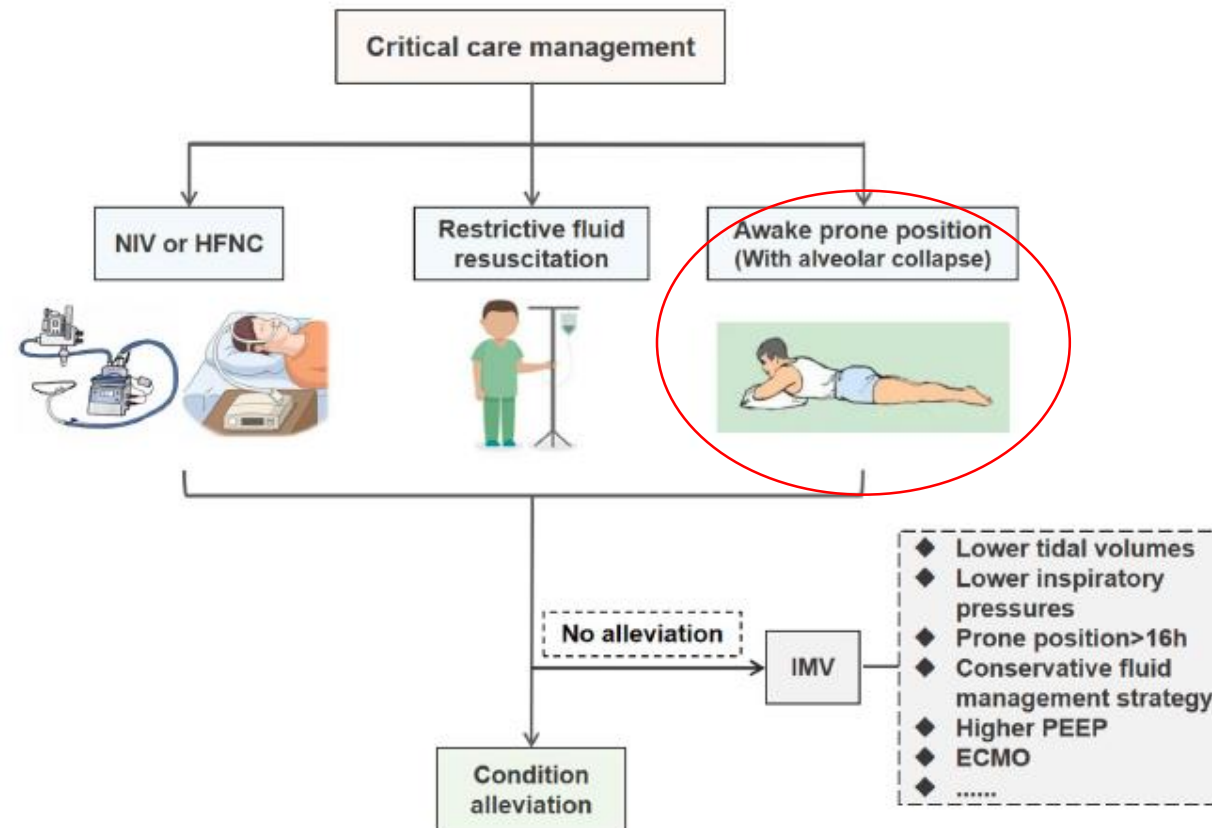 Critical care management
NIV or HFNC
Restrictive fluid
resuscitation
Awake prone position
(With alveolar collapse)
No alleviation
IMV
◆ Lower tidal volumes
◆ Lower inspiratory
pressures
◆ Prone position>16h
◆ Conservative fluid
management strategy
◆ Higher PEEP
◆ ECMO
◆ ......
Condition
alleviation